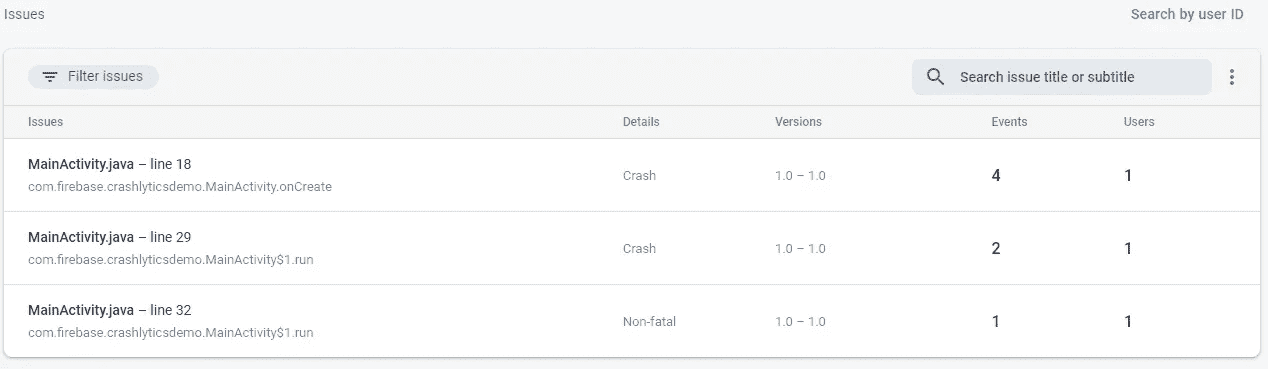 Issues Search by user ID
Filter issues Search issue title or subtitle
Issues Details Versions Events Users
MainActivity.java – line 18
com.firebase.crashlyticsdemo.MainActivity.onCreate
Crash 1.0 – 1.0 4 1
MainActivity.java – line 29
com.firebase.crashlyticsdemo.MainActivity$1.run
Crash 1.0 – 1.0 2 1
MainActivity.java – line 32
com.firebase.crashlyticsdemo.MainActivity$1.run
Non-fatal 1.0 – 1.0 1 1